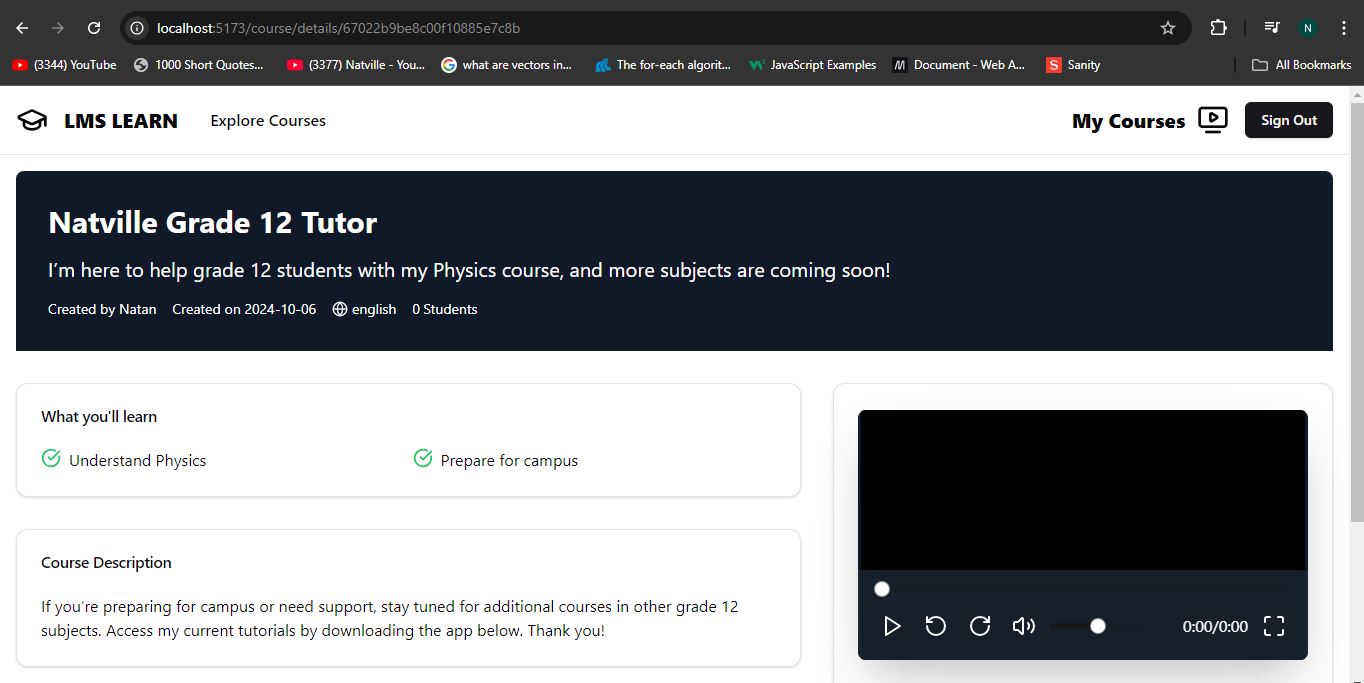 localhost:5173/course/details/67022b9be8c00f10885e7c8b
N
(3344) YouTube
1000 Short Quotes...
(3377) Natville - You...
what are vectors in...
The for-each algorit...
JavaScript Examples
Document - Web A...
S Sanity
All Bookmarks
LMS LEARN
Explore Courses
My Courses
Sign Out
Natville Grade 12 Tutor
I’m here to help grade 12 students with my Physics course, and more subjects are coming soon!
Created by Natan
Created on 2024-10-06
english
0 Students
What you'll learn
Understand Physics
Prepare for campus
Course Description
If you’re preparing for campus or need support, stay tuned for additional courses in other grade 12
subjects. Access my current tutorials by downloading the app below. Thank you!
0:00/0:00